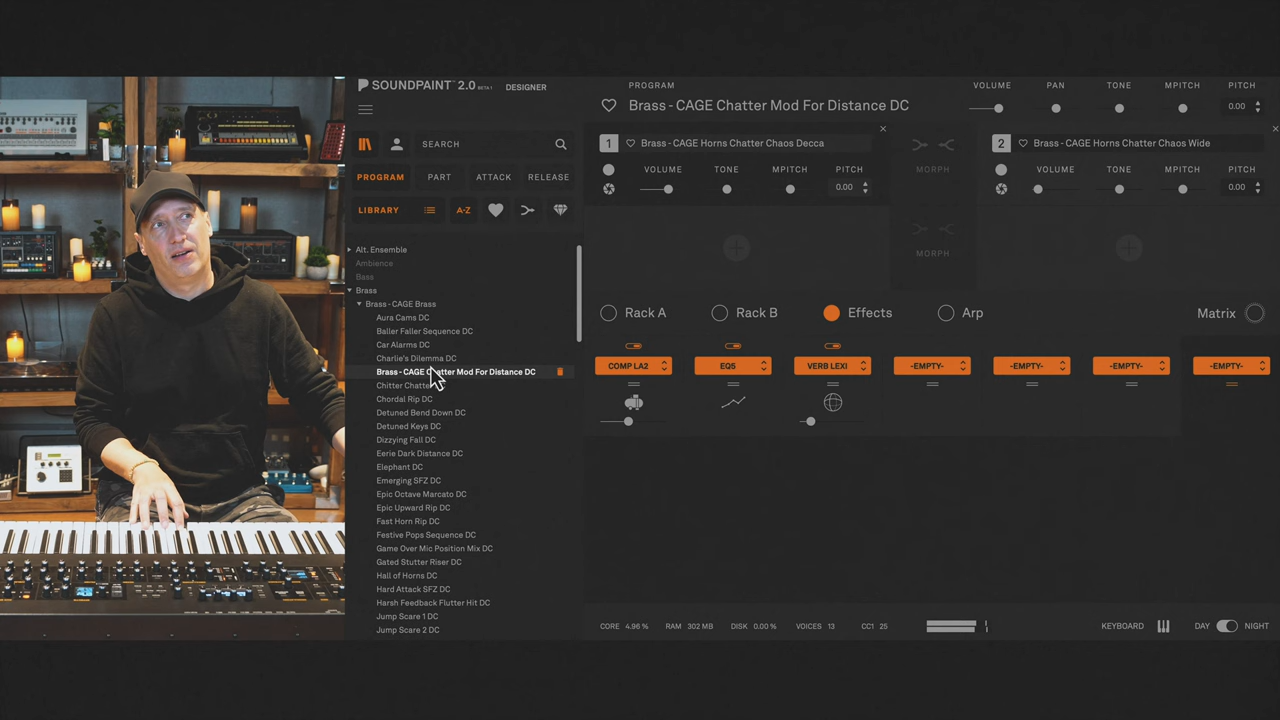 SOUNDPAINT 2.0 BETA 1 DESIGNER
SEARCH
PROGRAM PART ATTACK RELEASE
LIBRARY A-Z
Alt. Ensemble
Ambience
Bass
Brass
Brass - CAGE Brass
Aura Cams DC
Baller Faller Sequence DC
Car Alarms DC
Charlie's Dilemma DC
Brass - CAGE Chatter Mod For Distance DC
Chitter Chatter
Chordal Rip DC
Detuned Bend Down DC
Detuned Keys DC
Dizzying Fall DC
Eerie Dark Distance DC
Elephant DC
Emerging SFZ DC
Epic Octave Marcato DC
Epic Upward Rip DC
Fast Horn Rip DC
Festive Pops Sequence DC
Game Over Mic Position Mix DC
Gated Stutter Riser DC
Hall of Horns DC
Hard Attack SFZ DC
Harsh Feedback Flutter Hit DC
Jump Scare 1 DC
Jump Scare 2 DC
PROGRAM
Brass - CAGE Chatter Mod For Distance DC
VOLUME PAN TONE MPITCH PITCH
0.00
1 Brass - CAGE Horns Chatter Chaos Decca
VOLUME TONE MPITCH PITCH
0.00
MORPH
MORPH
2 Brass - CAGE Horns Chatter Chaos Wide
VOLUME TONE MPITCH PITCH
0.00
Rack A Rack B Effects Arp Matrix
COMP LA2 EQ5 VERB LEXI -EMPTY- -EMPTY- -EMPTY- -EMPTY-
CORE 4.96 % RAM 302 MB DISK 0.00 % VOICES 13 CC1 25 KEYBOARD DAY NIGHT